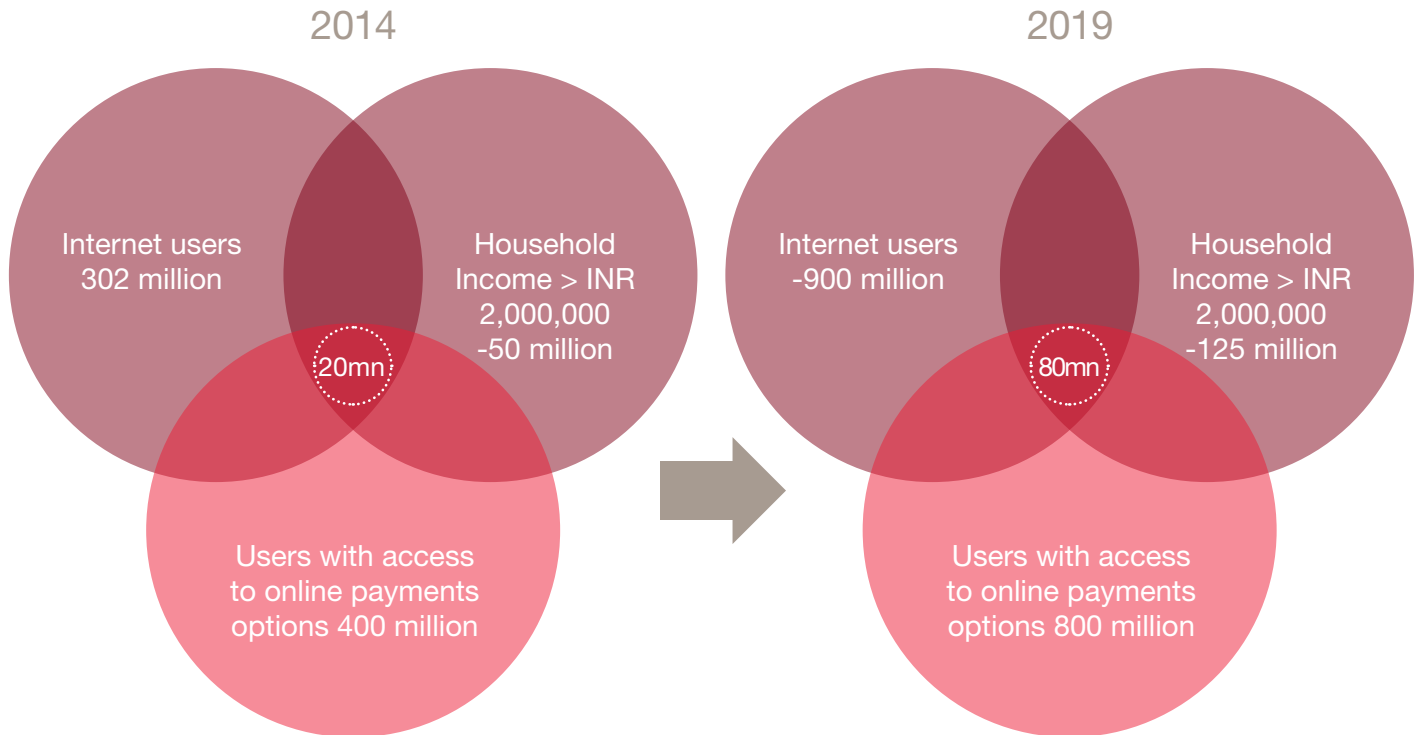 2014
Internet users
302 million
Household
Income > INR
2,000,000
-50 million
20mn
Users with access
to online payments
options 400 million
2019
Internet users
-900 million
Household
Income > INR
2,000,000
-125 million
80mn
Users with access
to online payments
options 800 million